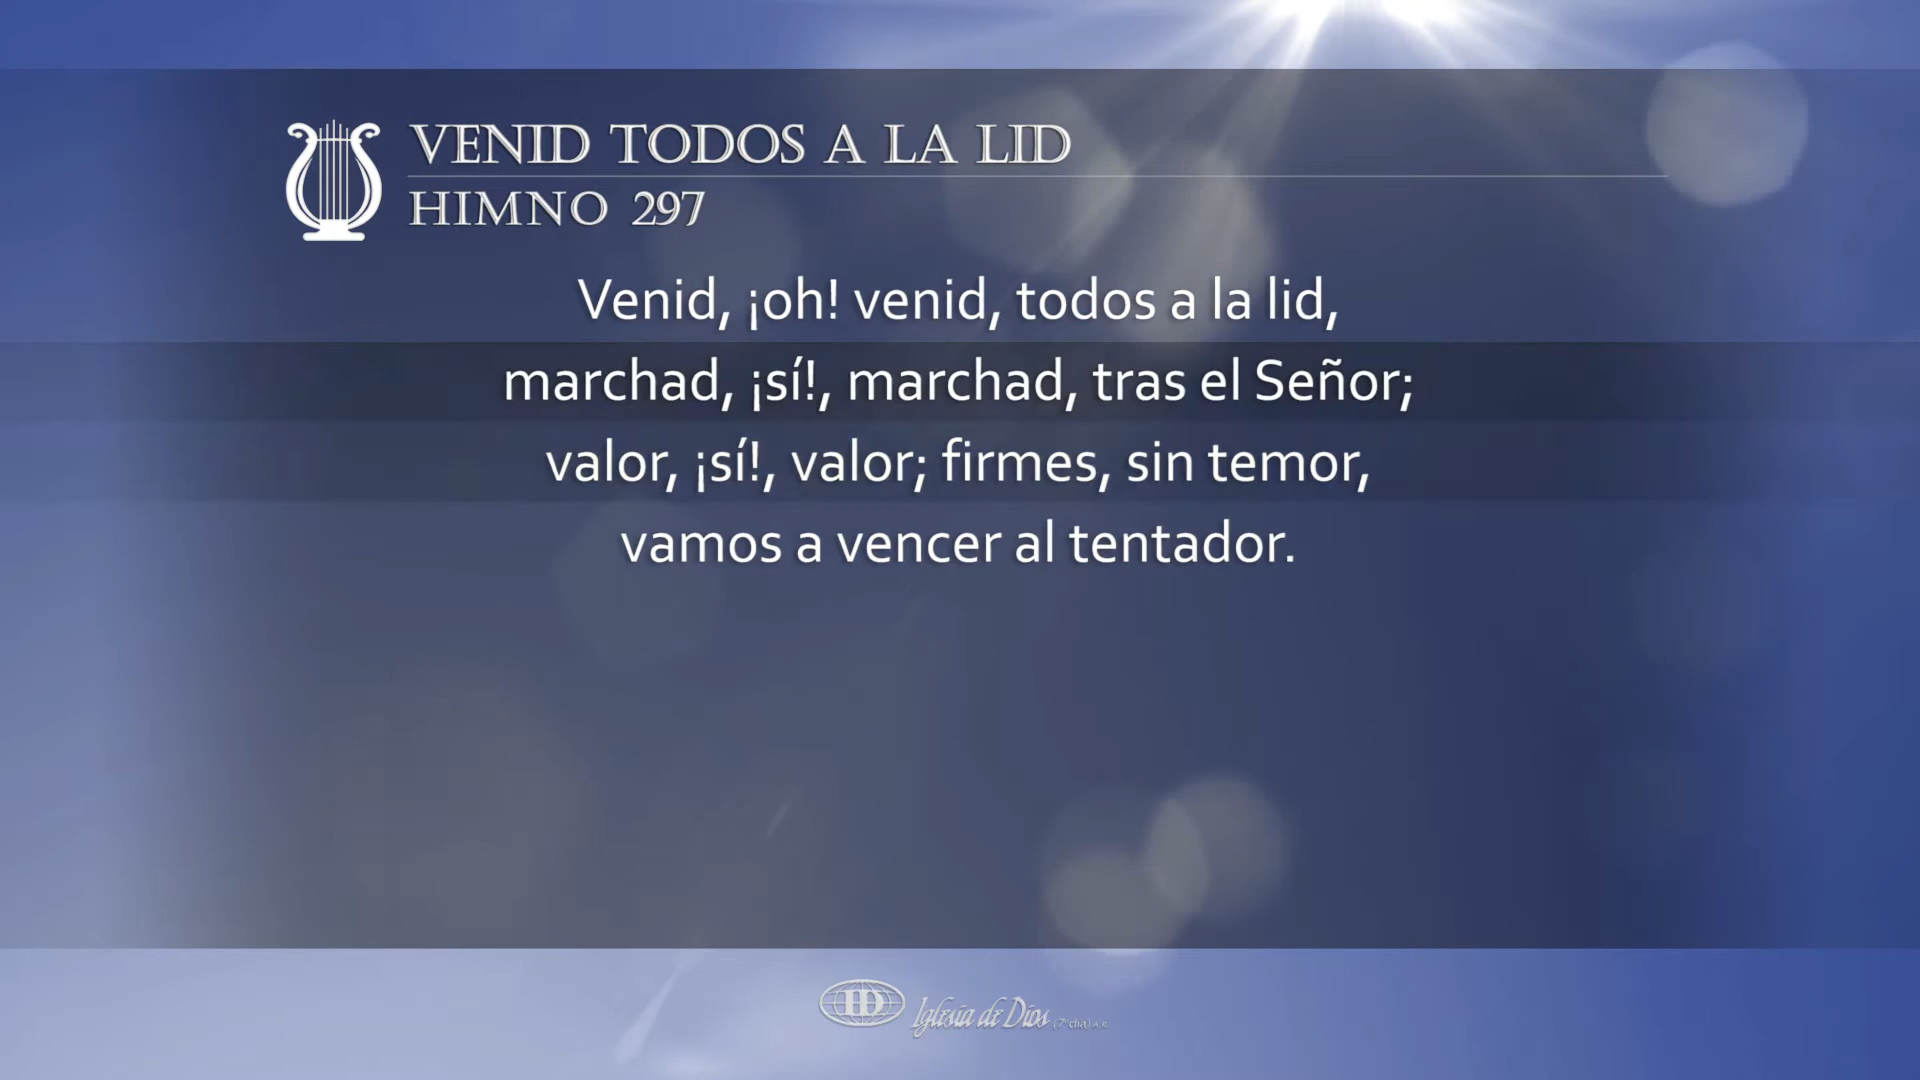 VENID TODOS A LA LID
HIMNO 297
Venid, ¡oh! venid, todos a la lid,
marchad, ¡sí!, marchad, tras el Señor;
valor, ¡sí!, valor; firmes, sin temor,
vamos a vencer al tentador.
ID Iglesia de Dios